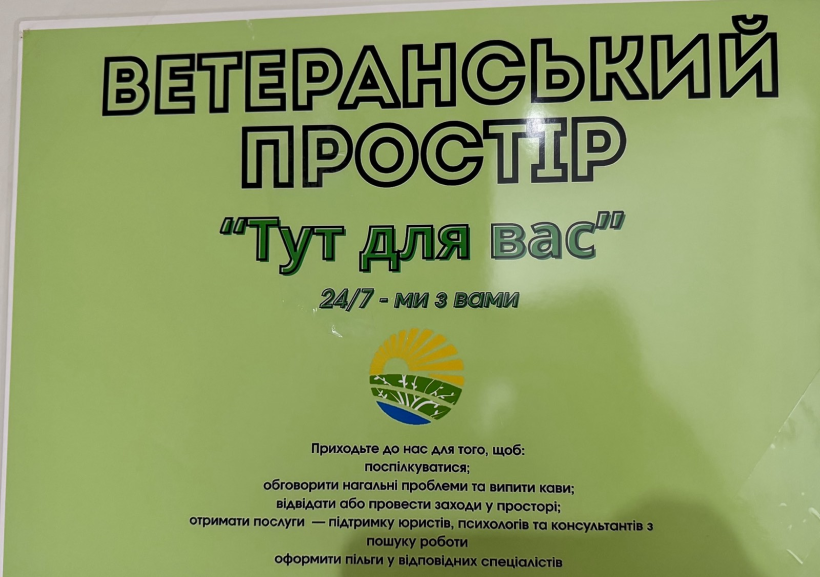 ВЕТЕРАНСЬКИЙ
ПРОСТІР
“Тут для вас”
24/7 - ми з вами
Приходьте до нас для того, щоб:
поспілкуватися;
обговорити нагальні проблеми та випити кави;
відвідати або провести заходи у просторі;
отримати послуги — підтримку юристів, психологів та консультантів з
пошуку роботи
оформити пільги у відповідних спеціалістів